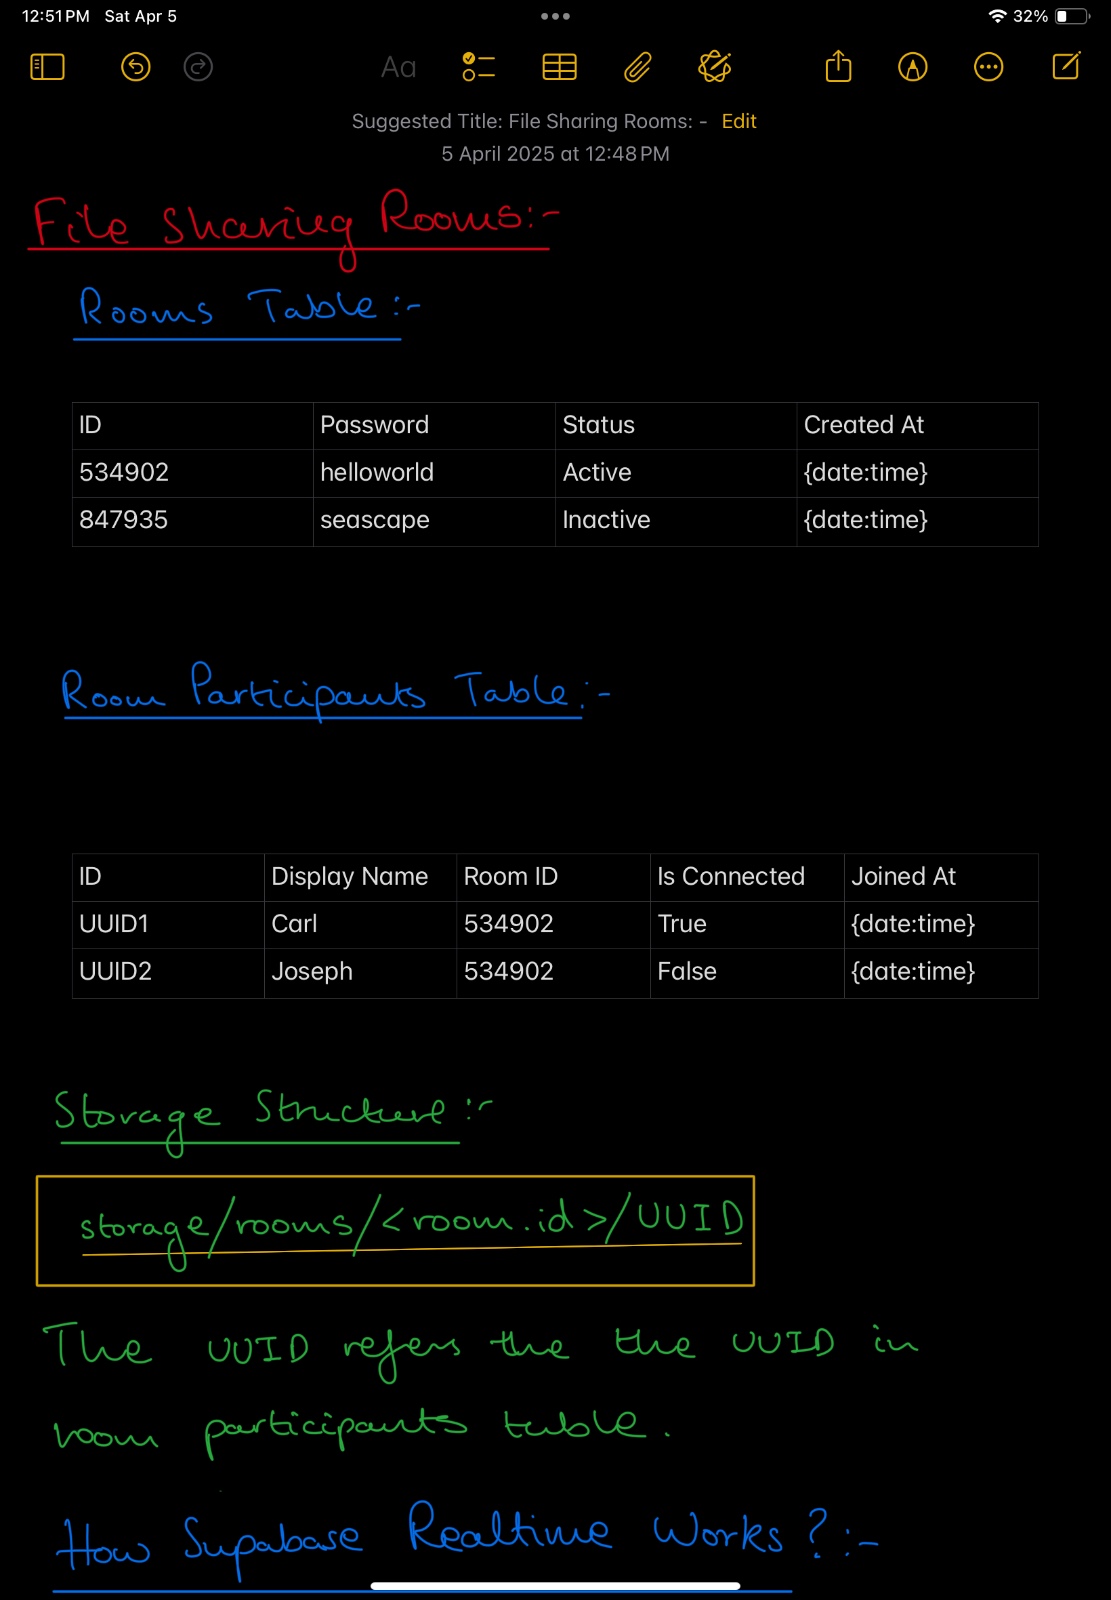 12:51 PM Sat Apr 5
32%
Aa
Suggested Title: File Sharing Rooms: - Edit
5 April 2025 at 12:48 PM
File Sharing Rooms:-
Rooms Table:-
ID Password Status Created At
534902 helloworld Active {date:time}
847935 seascape Inactive {date:time}
Room Participants Table:-
ID Display Name Room ID Is Connected Joined At
UUID1 Carl 534902 True {date:time}
UUID2 Joseph 534902 False {date:time}
Storage Structure:-
storage/rooms/<room.id>/UUID
The UUID refers the the UUID in
room participants table.
How Supabase Realtime Works?:-